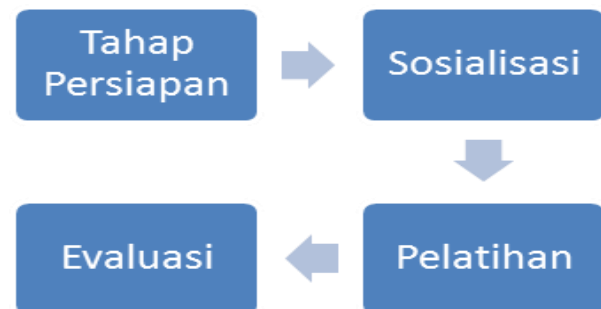 Tahap
Persiapan
Sosialisasi
Pelatihan
Evaluasi